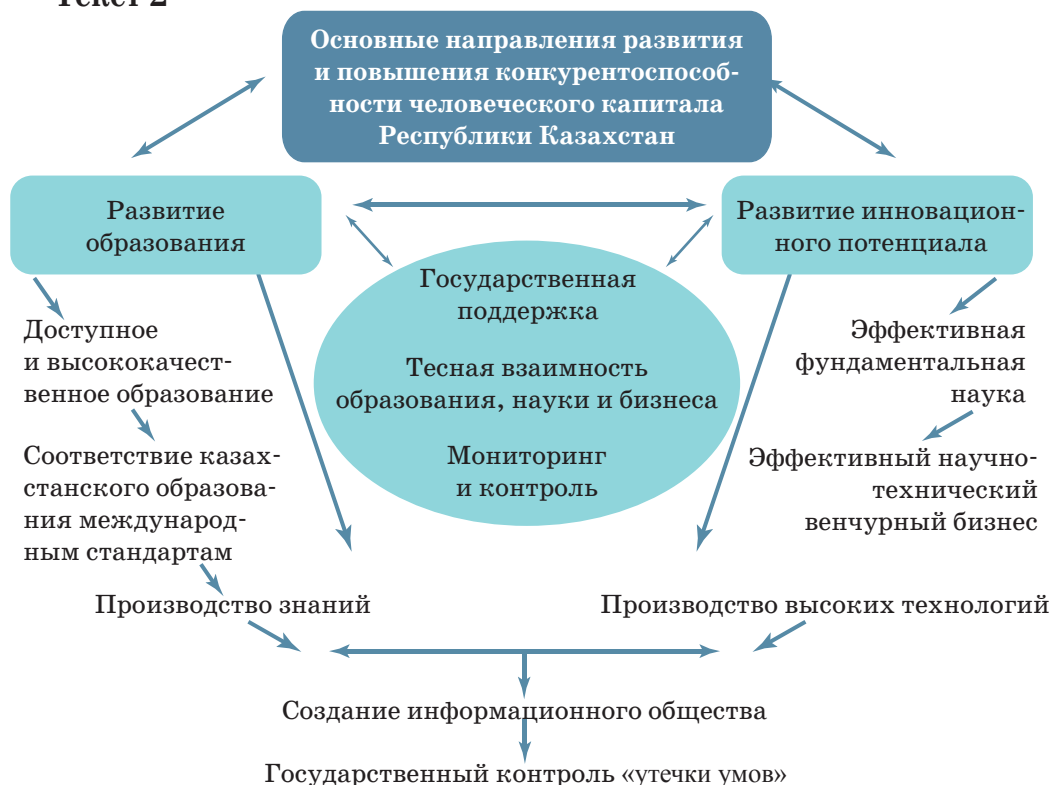 Текст 2
Основные направления развития
и повышения конкурентоспособ-
ности человеческого капитала
Республики Казахстан
Развитие
образования
Развитие инновацион-
ного потенциала
Государственная
поддержка
Тесная взаимность
образования, науки и бизнеса
Мониторинг
и контроль
Доступное
и высококачест-
венное образование
Соответствие казах-
станского образова-
ния международ-
ным стандартам
Эффективная
фундаментальная
наука
Эффективный научно-
технический
венчурный бизнес
Производство знаний
Производство высоких технологий
Создание информационного общества
Государственный контроль «утечки умов»